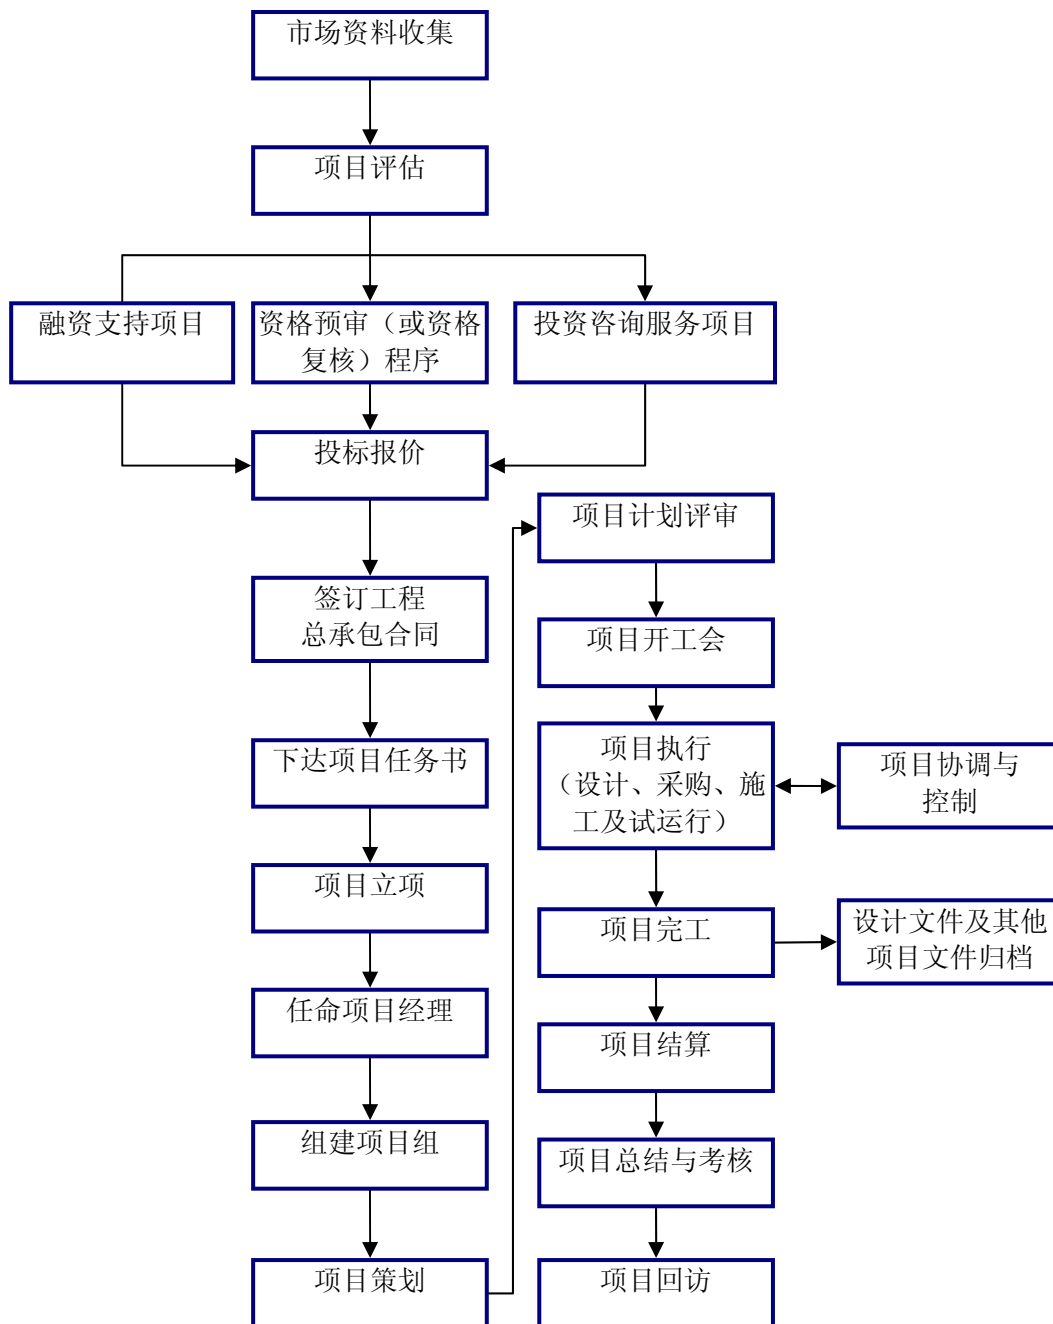 市场资料收集
项目评估
融资支持项目
资格预审（或资格
复核）程序
投资咨询服务项目
投标报价
签订工程
总承包合同
下达项目任务书
项目立项
任命项目经理
组建项目组
项目策划
项目计划评审
项目开工会
项目执行
（设计、采购、施
工及试运行）
项目协调与
控制
项目完工
设计文件及其他
项目文件归档
项目结算
项目总结与考核
项目回访